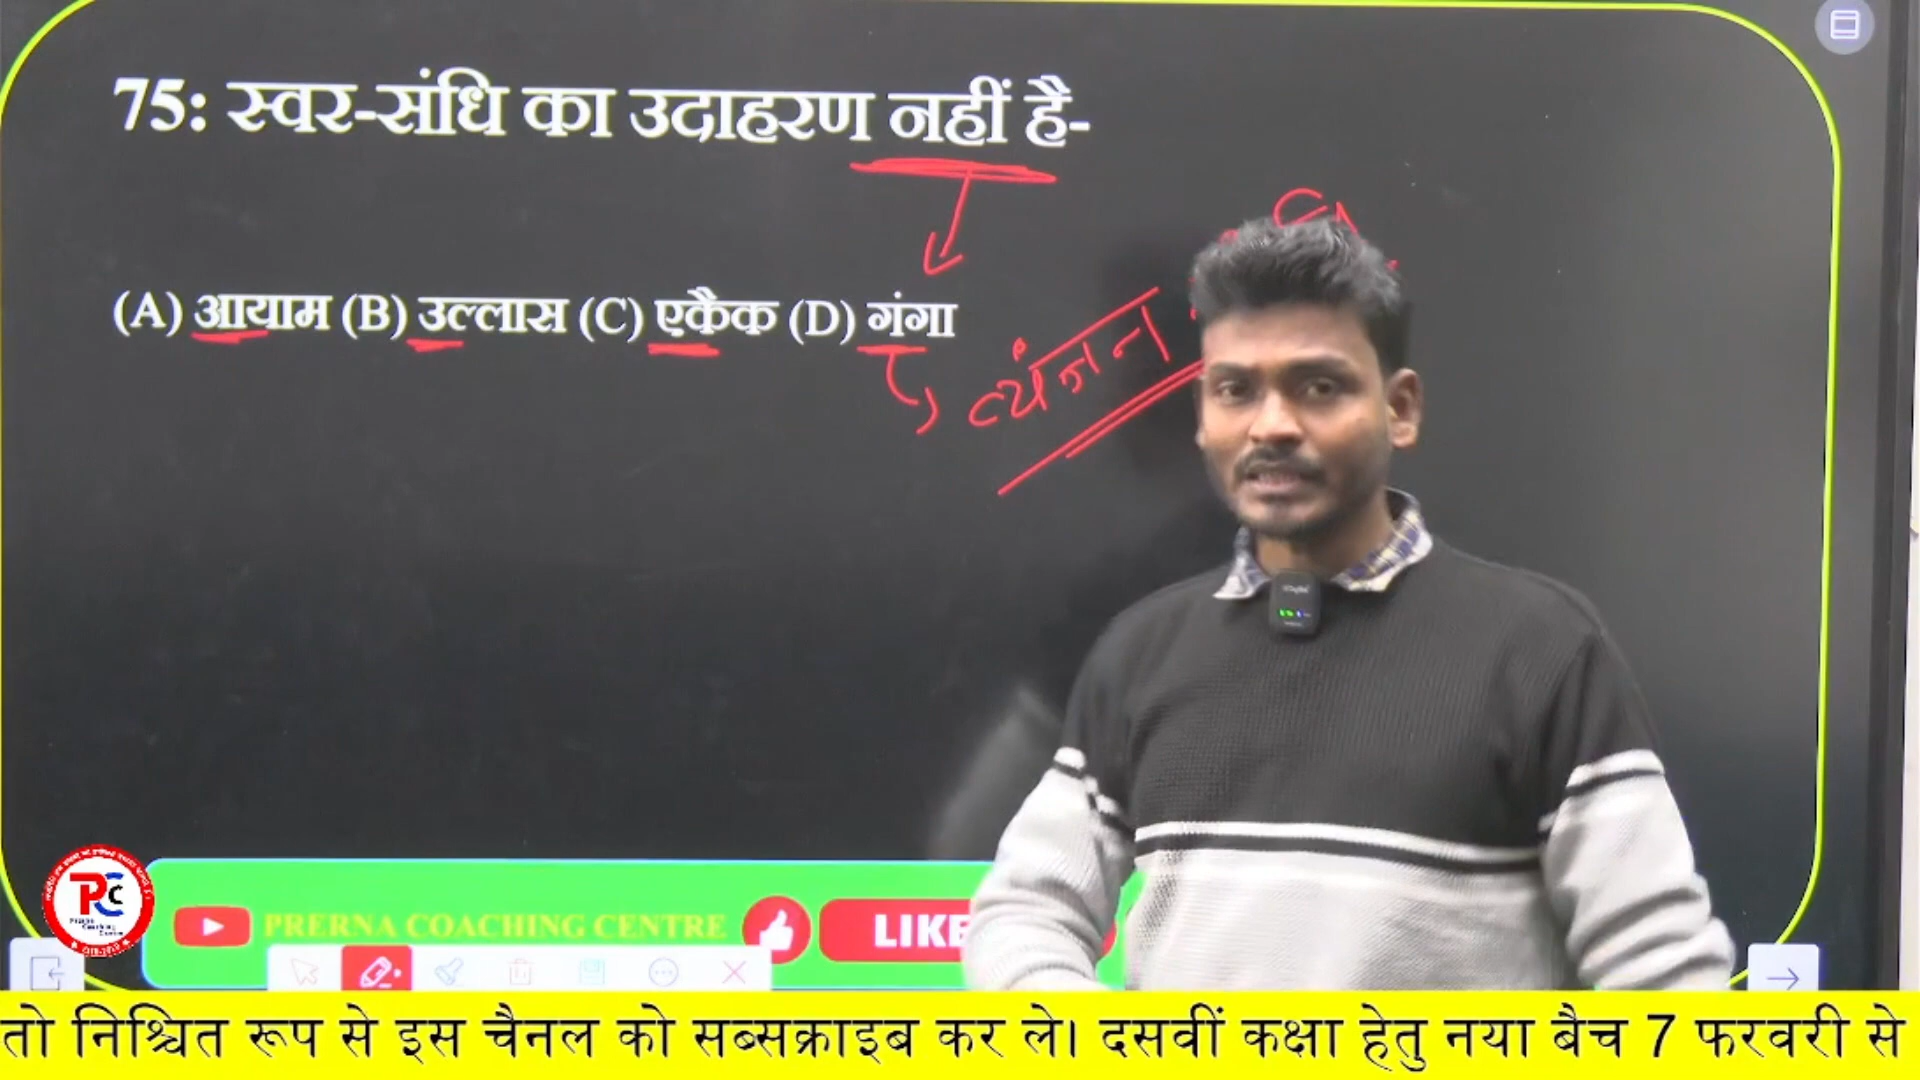 75: स्वर-संधि का उदाहरण नहीं है-
(A) आयाम (B) उल्लास (C) एकैक (D) गंगा
व्यंजन
PRERNA COACHING CENTRE
LIKE
तो निश्चित रूप से इस चैनल को सब्सक्राइब कर ले। दसवीं कक्षा हेतु नया बैच 7 फरवरी से